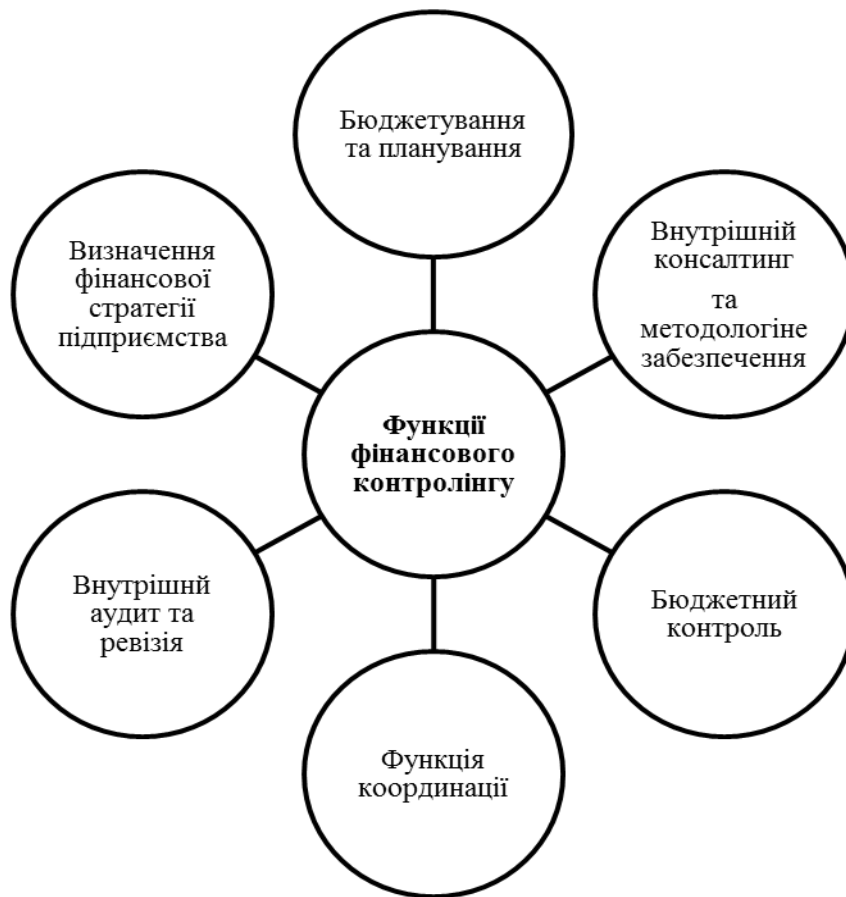 Бюджетування
та планування
Визначення
фінансової
стратегії
підприємства
Внутрішній
консалтинг
та
методологіне
забезпечення
Функції
фінансового
контролінгу
Внутрішнй
аудит та
ревізія
Бюджетний
контроль
Функція
координації